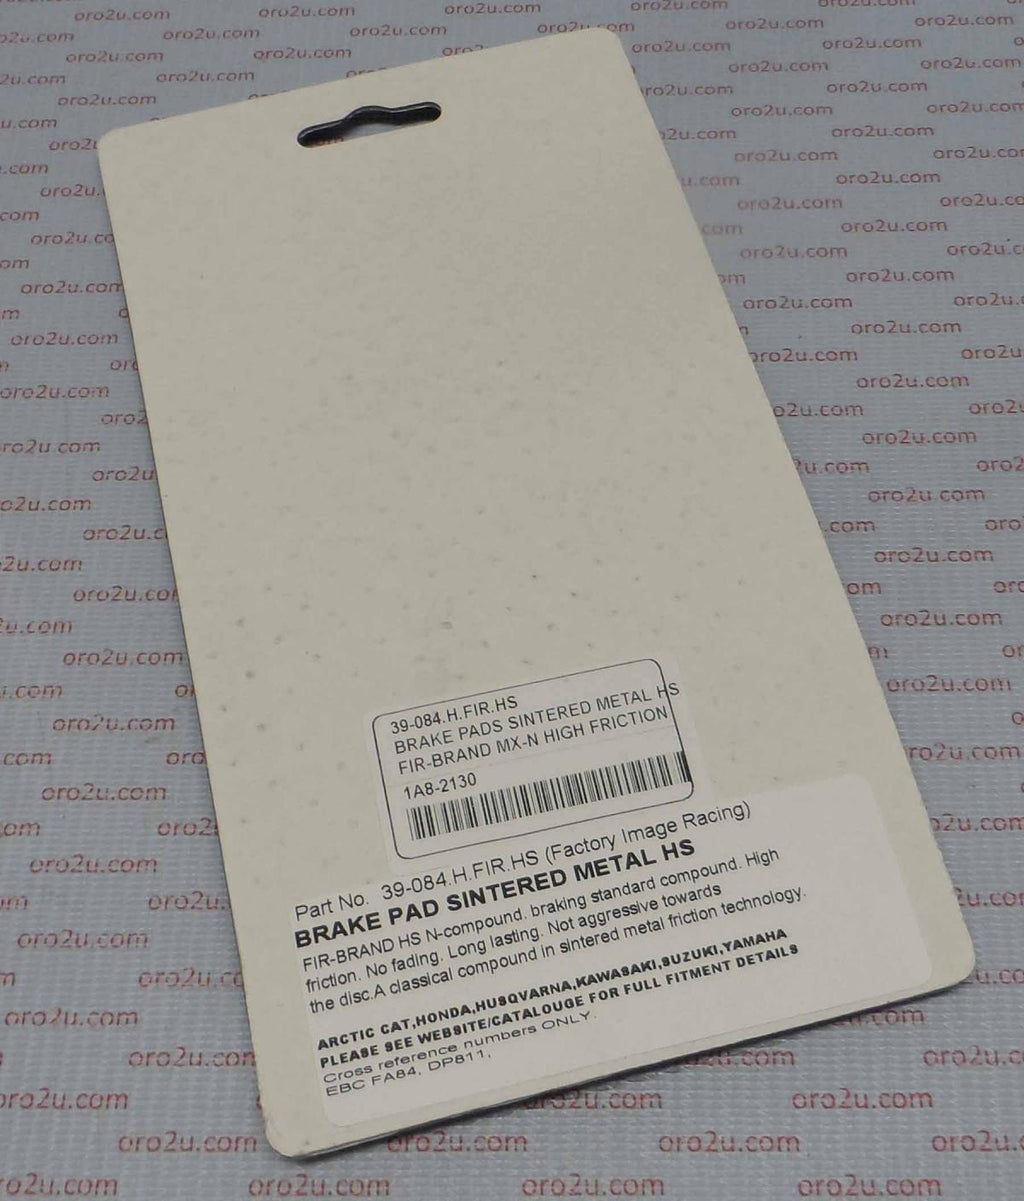 39-084.H.FIR.HS
BRAKE PADS SINTERED METAL HS
FIR-BRAND MX-N HIGH FRICTION
1A8-2130
Part No. 39-084.H.FIR.HS (Factory Image Racing)
BRAKE PAD SINTERED METAL HS
FIR-BRAND HS N-compound. braking standard compound. High
friction. No fading. Long lasting. Not aggressive towards
the disc.A classical compound in sintered metal friction technology.
ARCTIC CAT,HONDA,HUSQVARNA,KAWASAKI,SUZUKI,YAMAHA
PLEASE SEE WEBSITE/CATALOUGE FOR FULL FITMENT DETAILS
Cross reference numbers ONLY.
EBC FA84, DP811,
oro2u.com